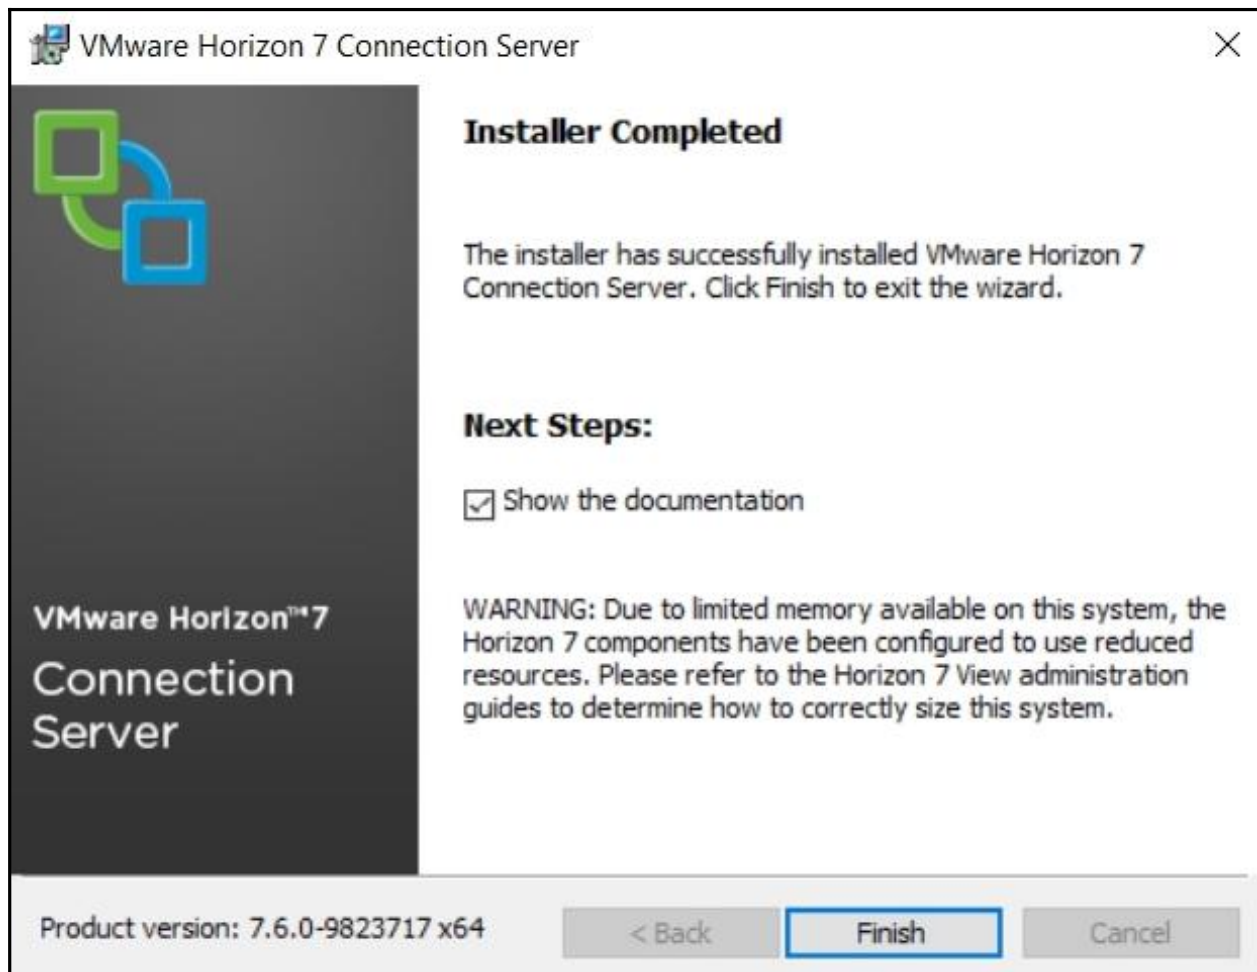 VMware Horizon 7 Connection Server
Installer Completed
The installer has successfully installed VMware Horizon 7
Connection Server. Click Finish to exit the wizard.
Next Steps:
Show the documentation
WARNING: Due to limited memory available on this system, the
Horizon 7 components have been configured to use reduced
resources. Please refer to the Horizon 7 View administration
guides to determine how to correctly size this system.
VMware Horizon™7
Connection
Server
Product version: 7.6.0-9823717 x64
< Back
Finish
Cancel